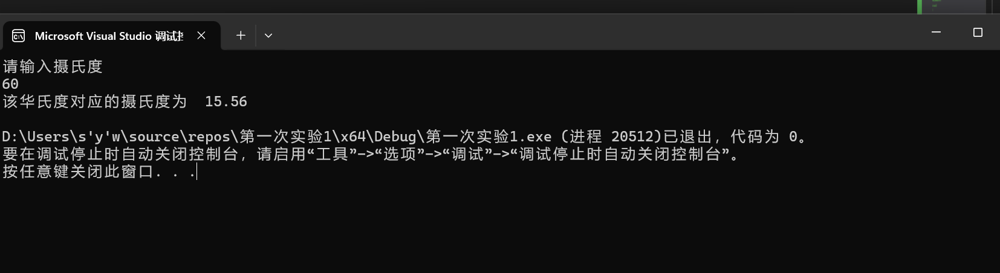 Microsoft Visual Studio 调试
请输入摄氏度
60
该华氏度对应的摄氏度为  15.56
D:\Users\s'y'w\source\repos\第一次实验1\x64\Debug\第一次实验1.exe (进程 20512)已退出，代码为 0。
要在调试停止时自动关闭控制台，请启用“工具”->“选项”->“调试”->“调试停止时自动关闭控制台”。
按任意键关闭此窗口. . .